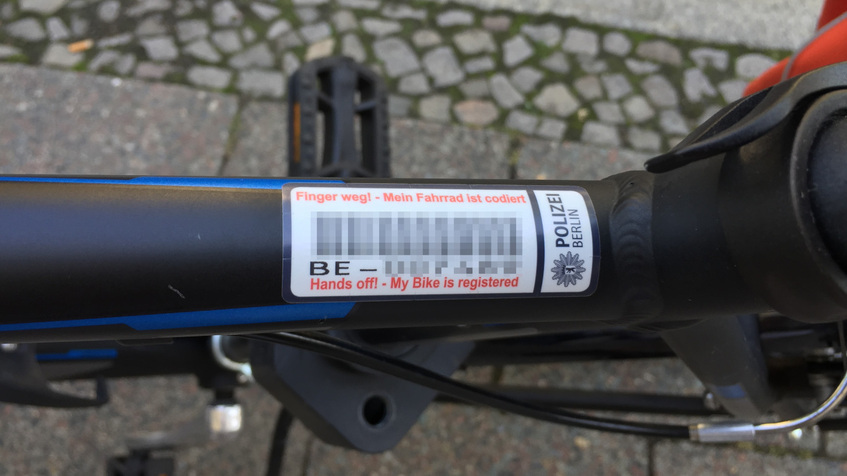 Finger weg! - Mein Fahrrad ist codiert
BE –
Hands off! - My Bike is registered
POLIZEI
BERLIN